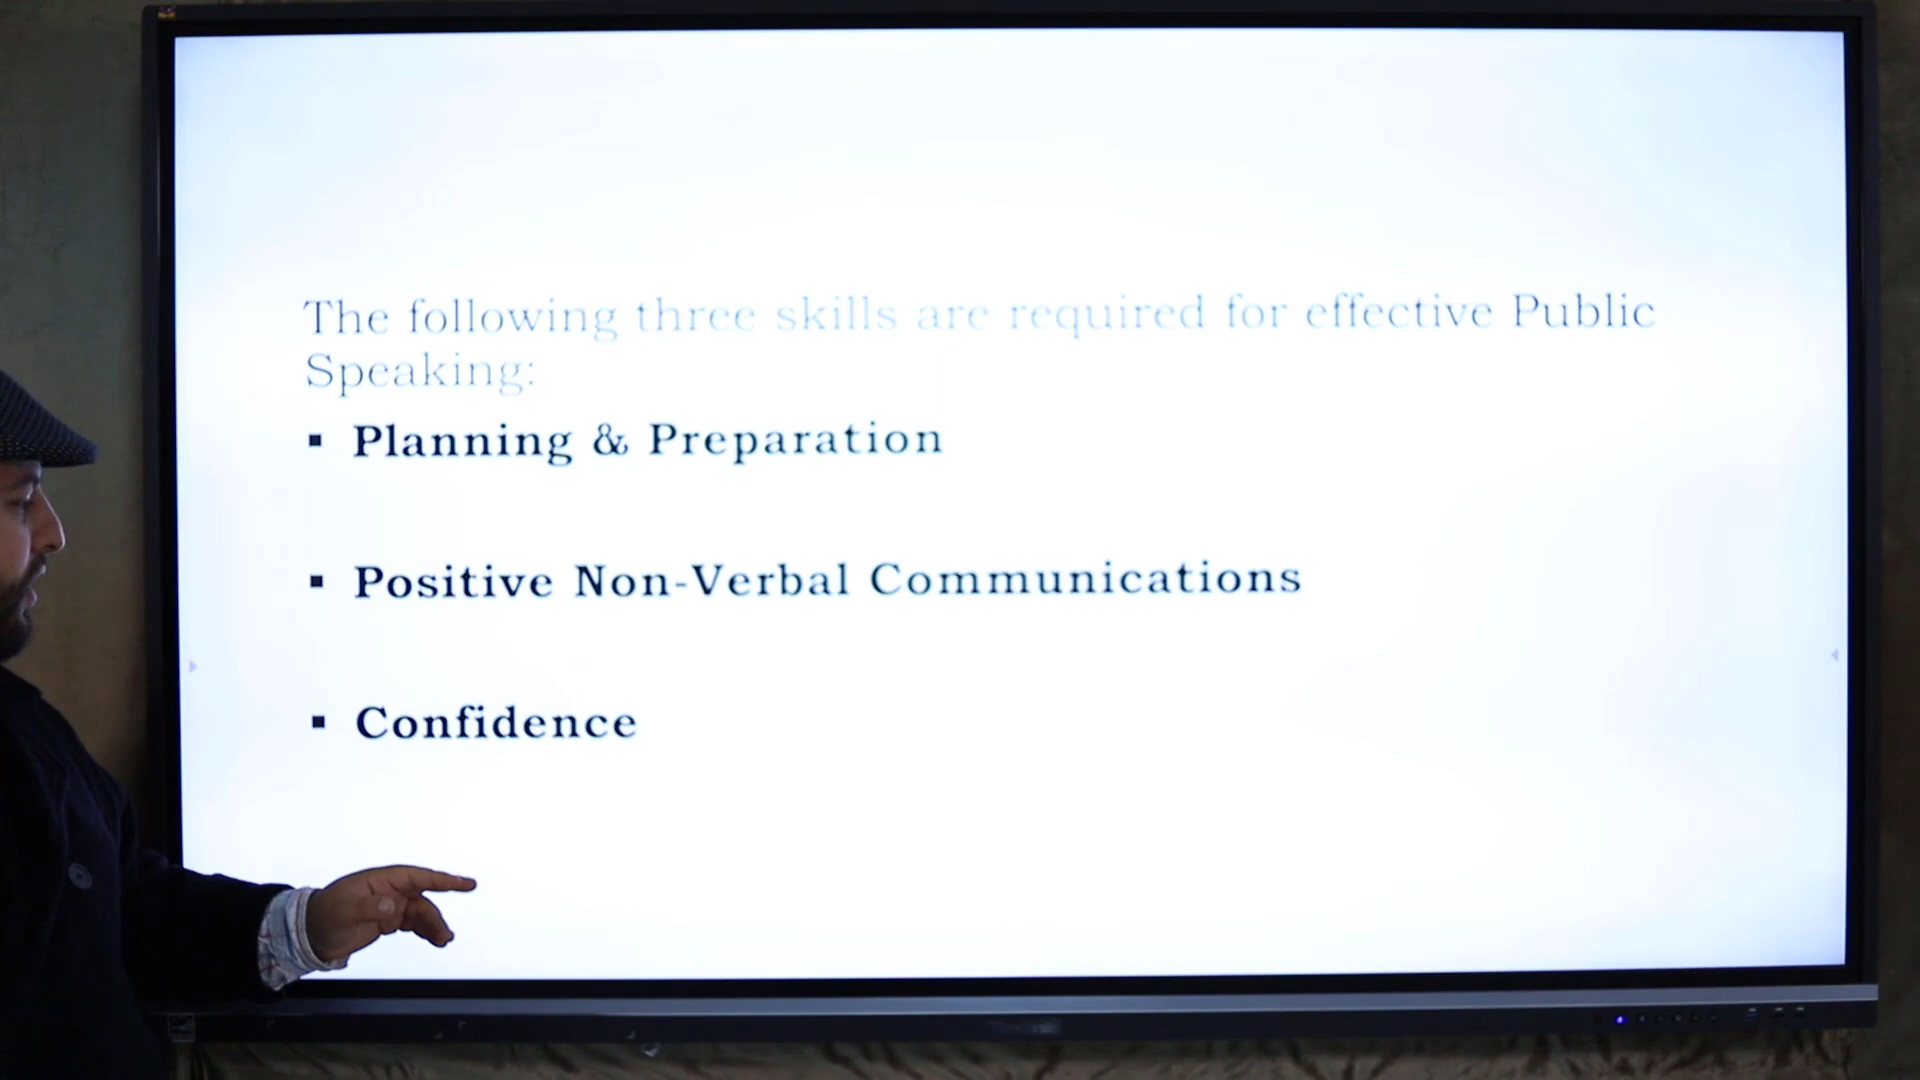 The following three skills are required for effective Public
Speaking:
▪ Planning & Preparation
▪ Positive Non-Verbal Communications
▪ Confidence